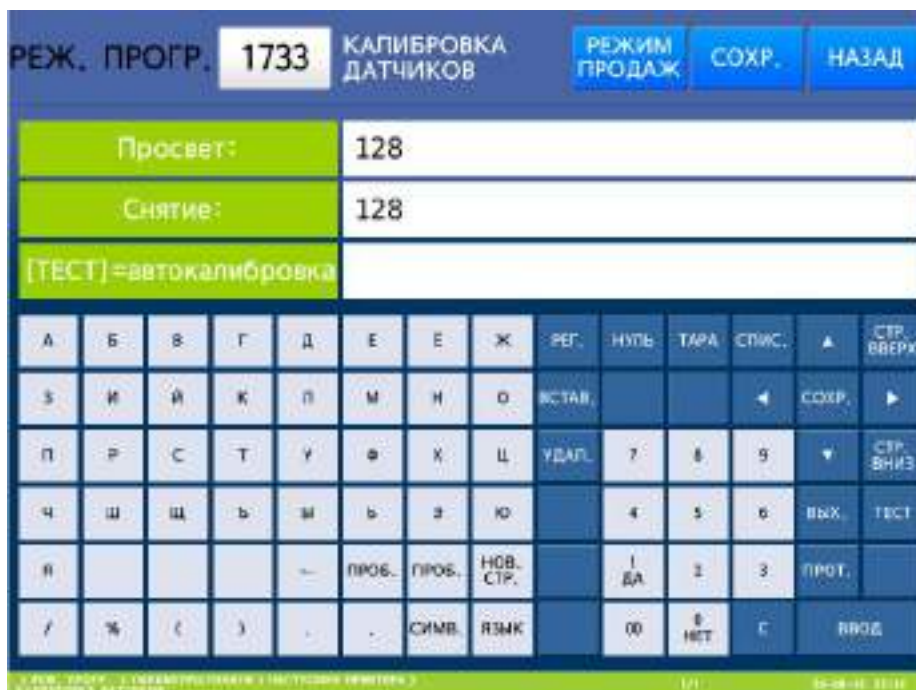 РЕЖ. ПРОГР. 1733 КАЛИБРОВКА ДАТЧИКОВ РЕЖИМ ПРОДАЖ СОХР. НАЗАД
Просвет: 128
Снятие: 128
[ТЕСТ]=автокалибровка
А Б В Г Д Е Ё Ж РЕГ. НУЛЬ ТАРА СПИС. ▲ СТР. ВВЕРХ
З И Й К Л М Н О ВСТАВ. ◀ СОХР. ▶
П Р С Т У Ф Х Ц УДАЛ. 7 8 9 ▼ СТР. ВНИЗ
Ч Ш Щ Ъ Ы Ь Э Ю 4 5 6 ВЫХ. ТЕСТ
Я ← ПРОБ. ПРОБ. НОВ. СТР. 1 ДА 2 3 ПРОТ.
/ % ( ) , . СИМВ. ЯЗЫК 00 0 НЕТ С ВВОД
1/1